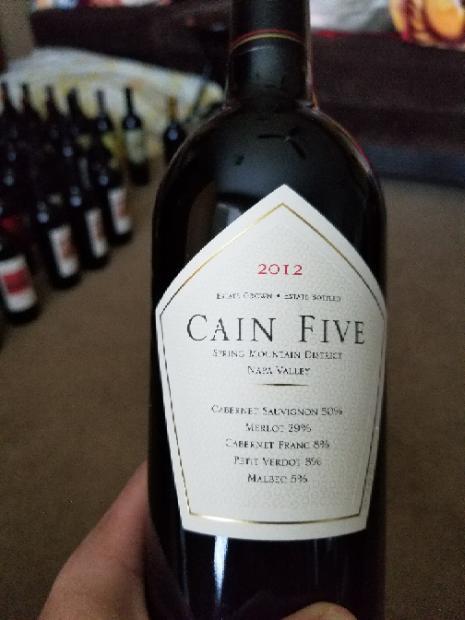 2012
ESTATE GROWN • ESTATE BOTTLED
CAIN FIVE
SPRING MOUNTAIN DISTRICT
NAPA VALLEY
CABERNET SAUVIGNON 50%
MERLOT 29%
CABERNET FRANC 8%
PETIT VERDOT 8%
MALBEC 5%